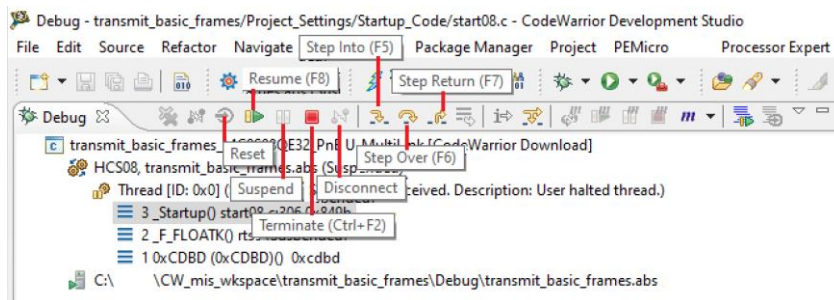 Debug - transmit_basic_frames/Project_Settings/Startup_Code/start08.c - CodeWarrior Development Studio
File Edit Source Refactor Navigate Step Into (F5) Package Manager Project PEMicro Processor Expert
Resume (F8) Step Return (F7)
Debug
transmit_basic_frames_ PnE U MultiLink [CodeWarrior Download]
Reset Step Over (F6)
HCS08, transmit_basic_frames.abs
Thread [ID: 0x0] Suspend Disconnect ceived. Description: User halted thread.)
3 _Startup() start08.c:306 0x849b
Terminate (Ctrl+F2)
2 _F_FLOATK()
1 0xCDBD (0xCDBD)() 0xcdbd
C:\ \CW_mis_wkspace\transmit_basic_frames\Debug\transmit_basic_frames.abs